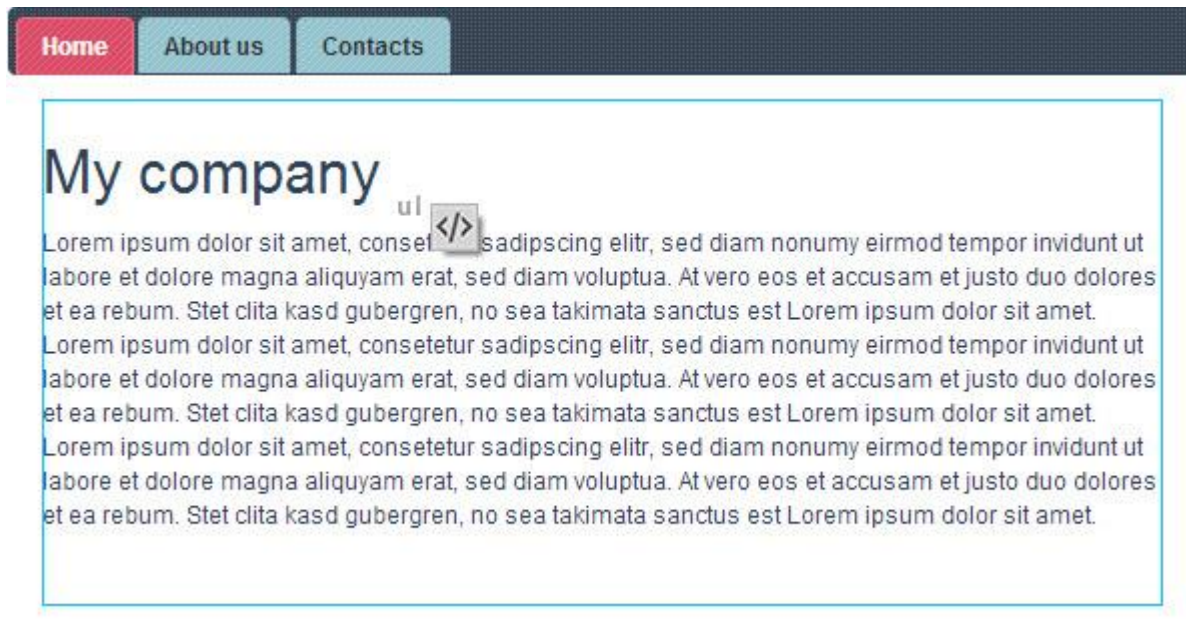 Home About us Contacts
My company
ul
</>
Lorem ipsum dolor sit amet, conset sadipscing elitr, sed diam nonumy eirmod tempor invidunt ut
labore et dolore magna aliquyam erat, sed diam voluptua. At vero eos et accusam et justo duo dolores
et ea rebum. Stet clita kasd gubergren, no sea takimata sanctus est Lorem ipsum dolor sit amet.
Lorem ipsum dolor sit amet, consetetur sadipscing elitr, sed diam nonumy eirmod tempor invidunt ut
labore et dolore magna aliquyam erat, sed diam voluptua. At vero eos et accusam et justo duo dolores
et ea rebum. Stet clita kasd gubergren, no sea takimata sanctus est Lorem ipsum dolor sit amet.
Lorem ipsum dolor sit amet, consetetur sadipscing elitr, sed diam nonumy eirmod tempor invidunt ut
labore et dolore magna aliquyam erat, sed diam voluptua. At vero eos et accusam et justo duo dolores
et ea rebum. Stet clita kasd gubergren, no sea takimata sanctus est Lorem ipsum dolor sit amet.